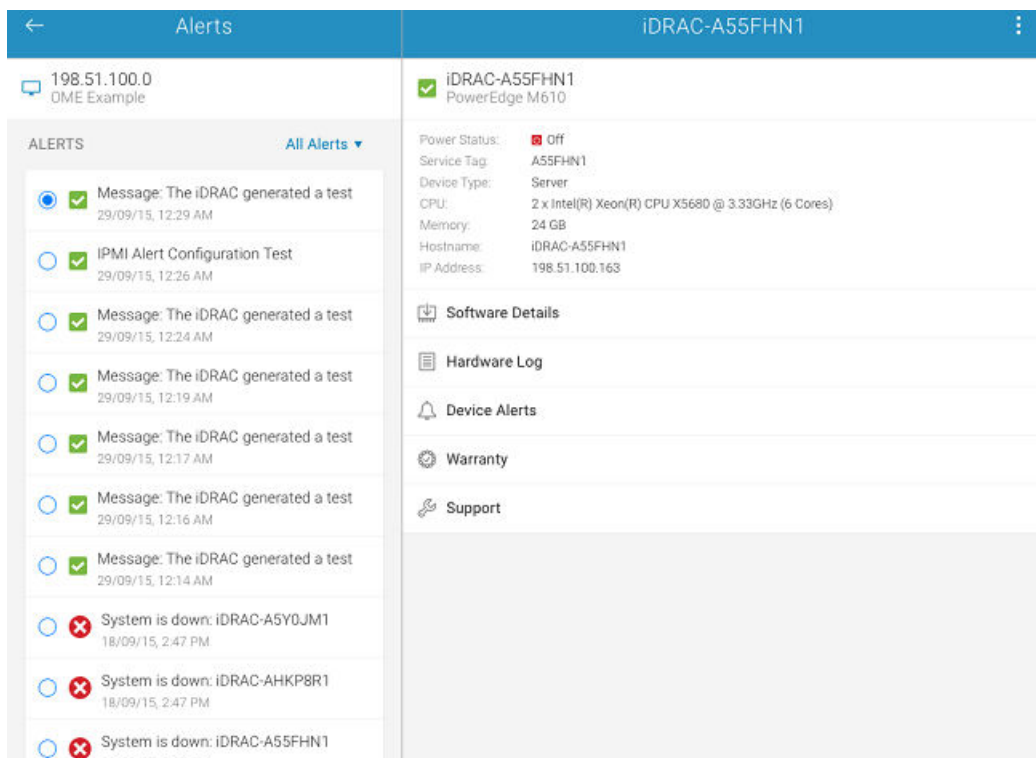 Alerts
198.51.100.0
OME Example
ALERTS
All Alerts
Message: The iDRAC generated a test
29/09/15, 12:29 AM
IPMI Alert Configuration Test
29/09/15, 12:26 AM
Message: The iDRAC generated a test
29/09/15, 12:24 AM
Message: The iDRAC generated a test
29/09/15, 12:19 AM
Message: The iDRAC generated a test
29/09/15, 12:17 AM
Message: The iDRAC generated a test
29/09/15, 12:16 AM
Message: The iDRAC generated a test
29/09/15, 12:14 AM
System is down: iDRAC-A5Y0JM1
18/09/15, 2:47 PM
System is down: iDRAC-AHKP8R1
18/09/15, 2:47 PM
System is down: iDRAC-A55FHN1
iDRAC-A55FHN1
iDRAC-A55FHN1
PowerEdge M610
Power Status: Off
Service Tag: A55FHN1
Device Type: Server
CPU: 2 x Intel(R) Xeon(R) CPU X5680 @ 3.33GHz (6 Cores)
Memory: 24 GB
Hostname: iDRAC-A55FHN1
IP Address: 198.51.100.163
Software Details
Hardware Log
Device Alerts
Warranty
Support